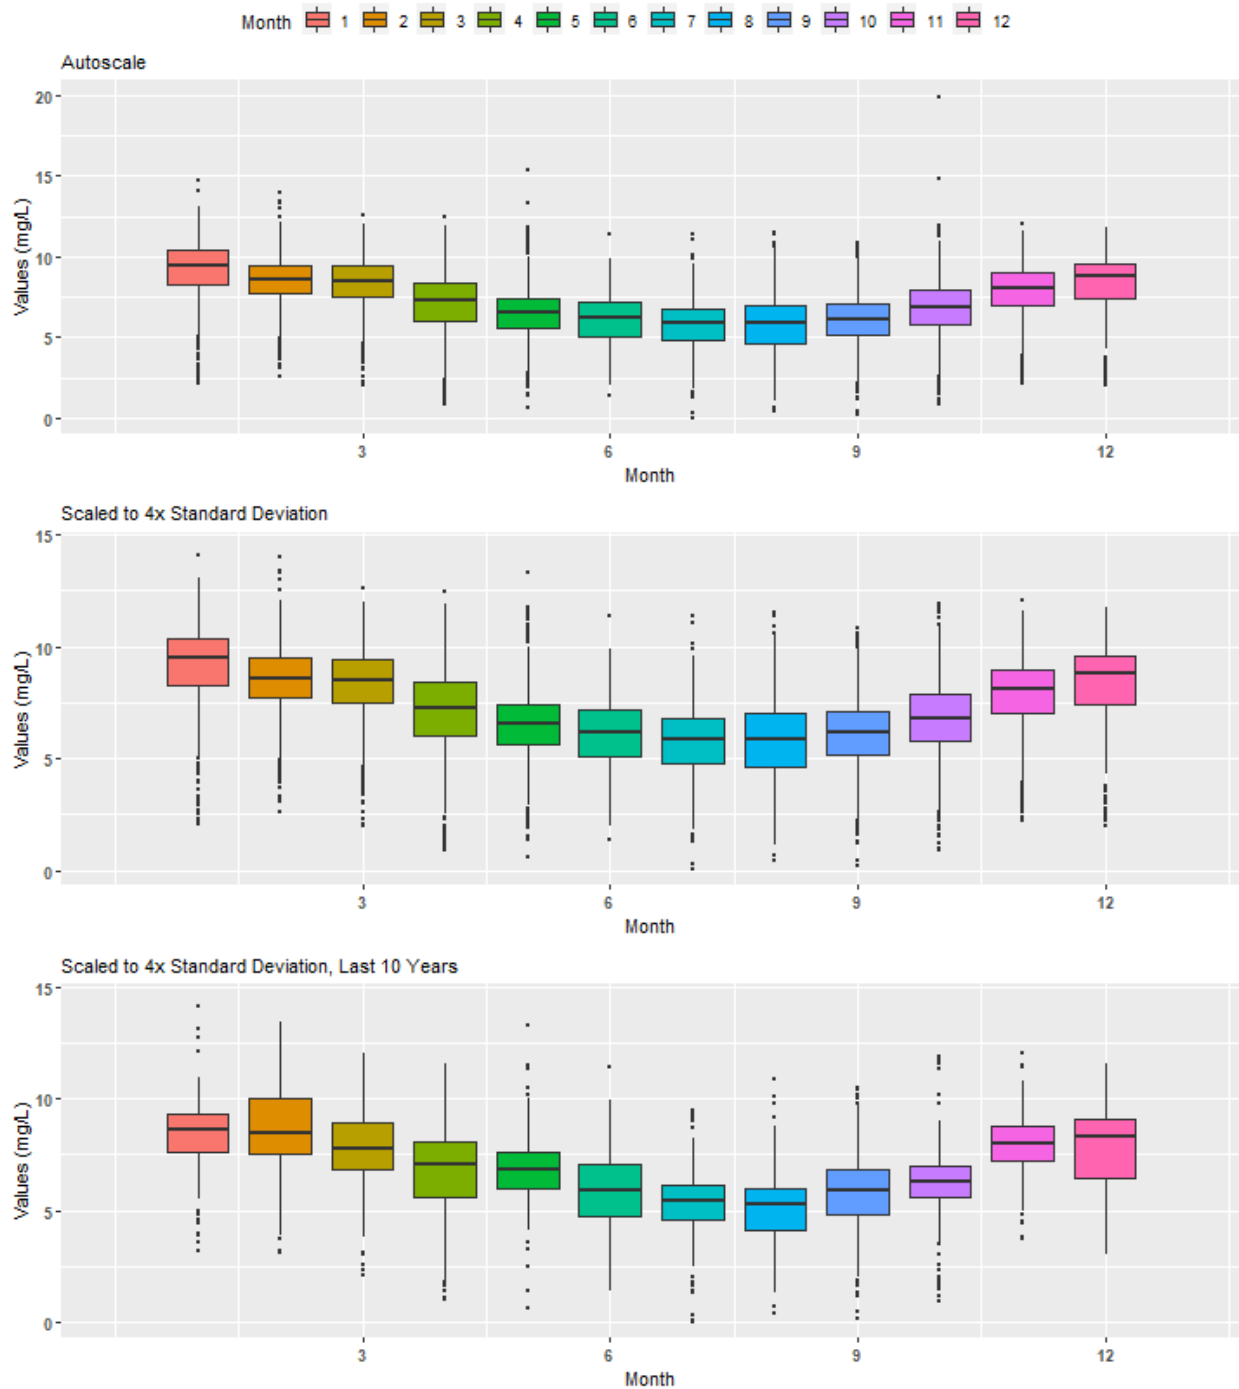 Month 1 2 3 4 5 6 7 8 9 10 11 12
Autoscale
20
15
10
5
0
Values (mg/L)
3 6 9 12
Month
Scaled to 4x Standard Deviation
15
10
5
0
Values (mg/L)
3 6 9 12
Month
Scaled to 4x Standard Deviation, Last 10 Years
15
10
5
0
Values (mg/L)
3 6 9 12
Month